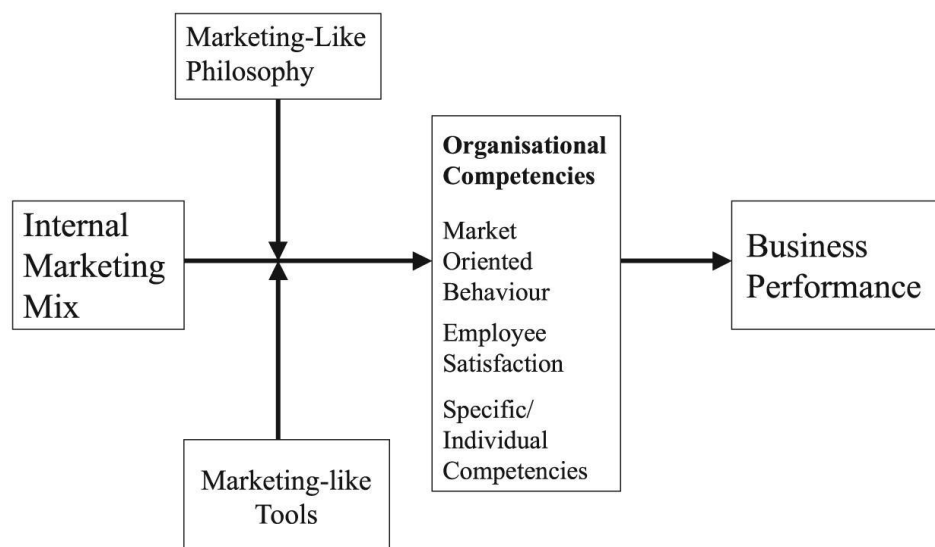 Marketing-Like
Philosophy
Internal
Marketing
Mix
Marketing-like
Tools
Organisational
Competencies
Market
Oriented
Behaviour
Employee
Satisfaction
Specific/
Individual
Competencies
Business
Performance